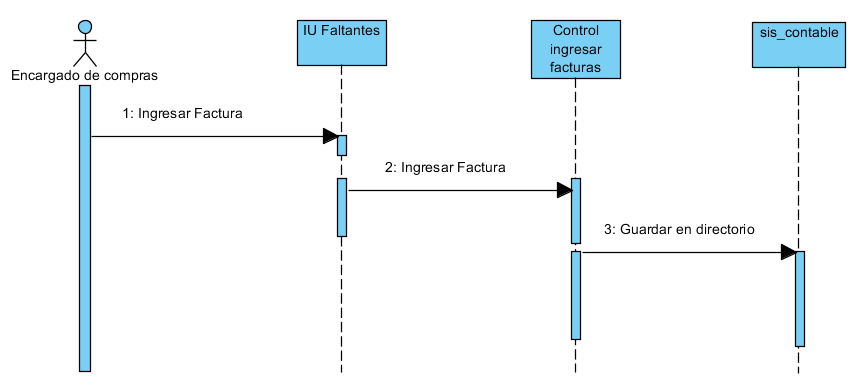 IU Faltantes
Control
ingresar
facturas
sis_contable
Encargado de compras
1: Ingresar Factura
2: Ingresar Factura
3: Guardar en directorio